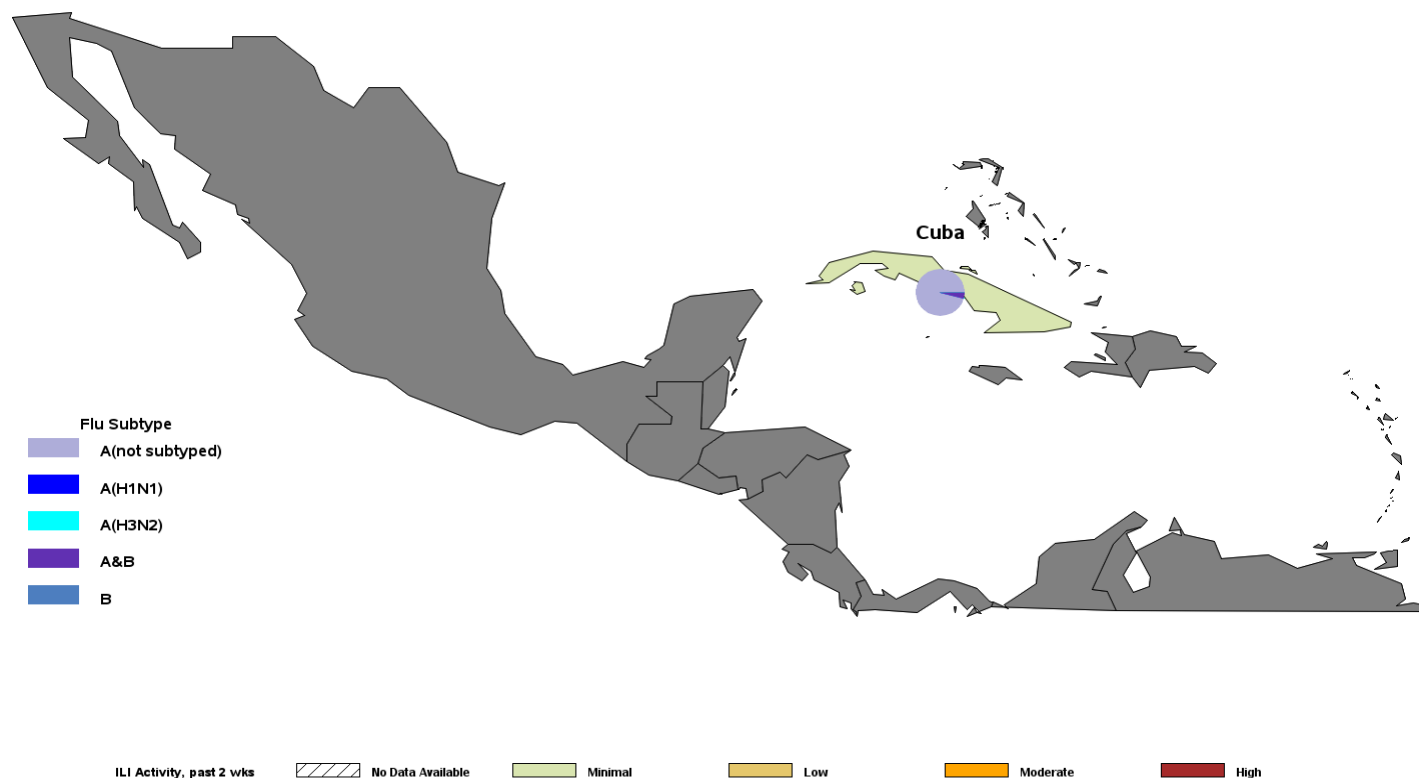 Cuba
Flu Subtype
A(not subtyped)
A(H1N1)
A(H3N2)
A&B
B
ILI Activity, past 2 wks No Data Available Minimal Low Moderate High